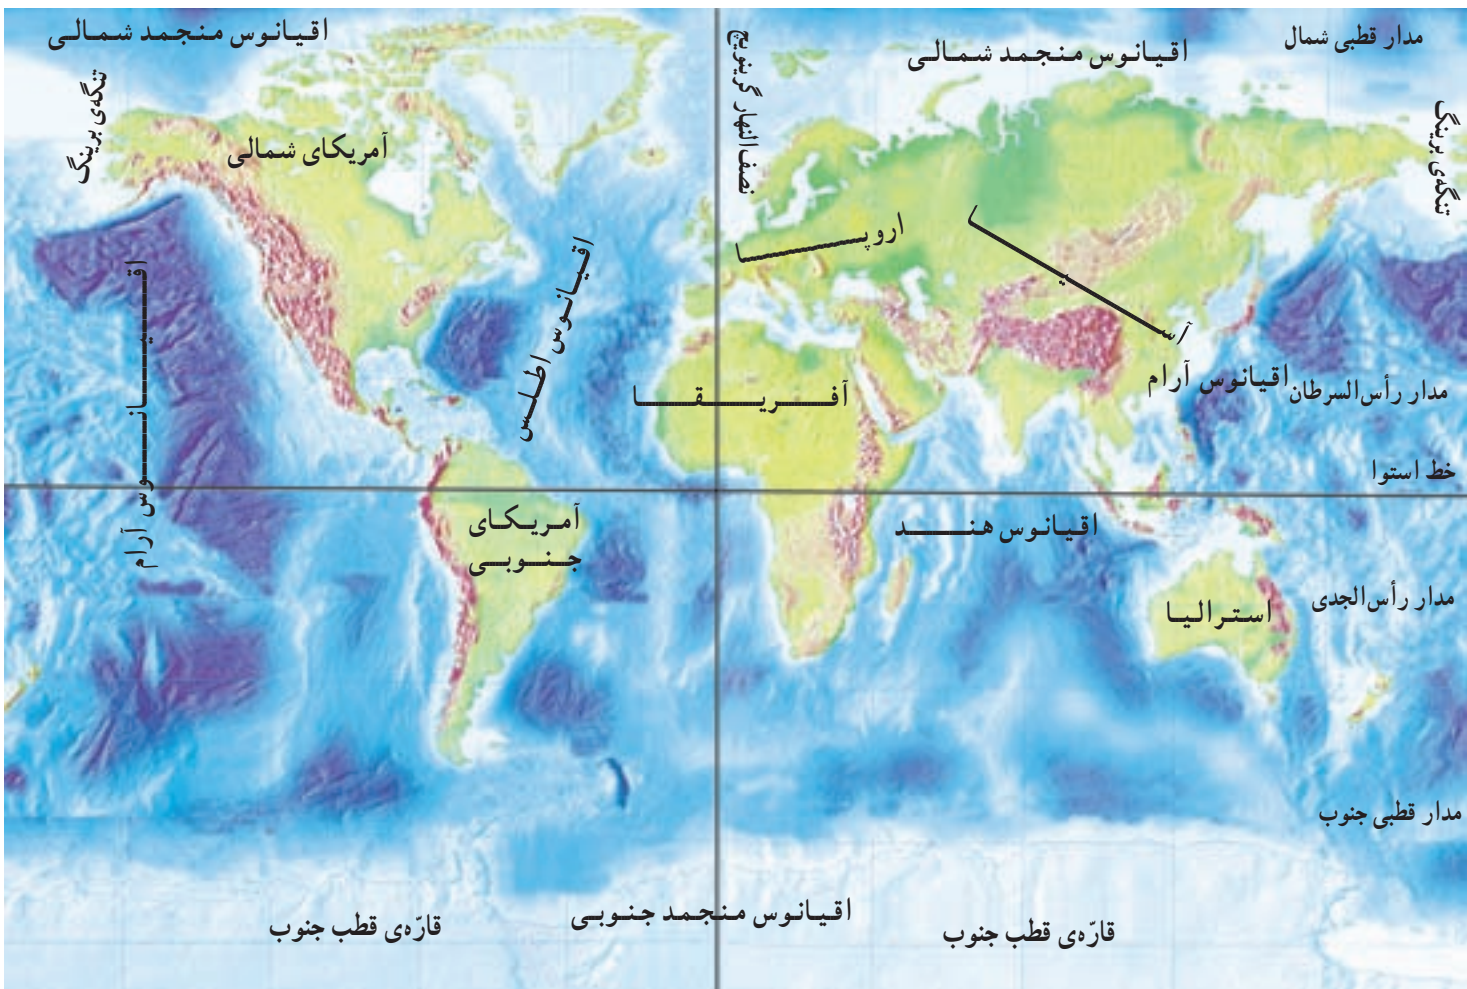 اقیانوس منجمد شمالی
مدار قطبی شمال
اقیانوس منجمد شمالی
نصف‌النهار گرینویچ
تنگه‌ی برینگ
تنگه‌ی برینگ
آمریکای شمالی
اروپا
آسیا
اقیانوس اطلس
اقیانوس آرام
اقیانوس آرام
مدار رأس‌السرطان
آفریقا
خط استوا
اقیانوس هند
آمریکای
جنوبی
مدار رأس‌الجدی
استرالیا
مدار قطبی جنوب
اقیانوس منجمد جنوبی
قارّه‌ی قطب جنوب
قارّه‌ی قطب جنوب